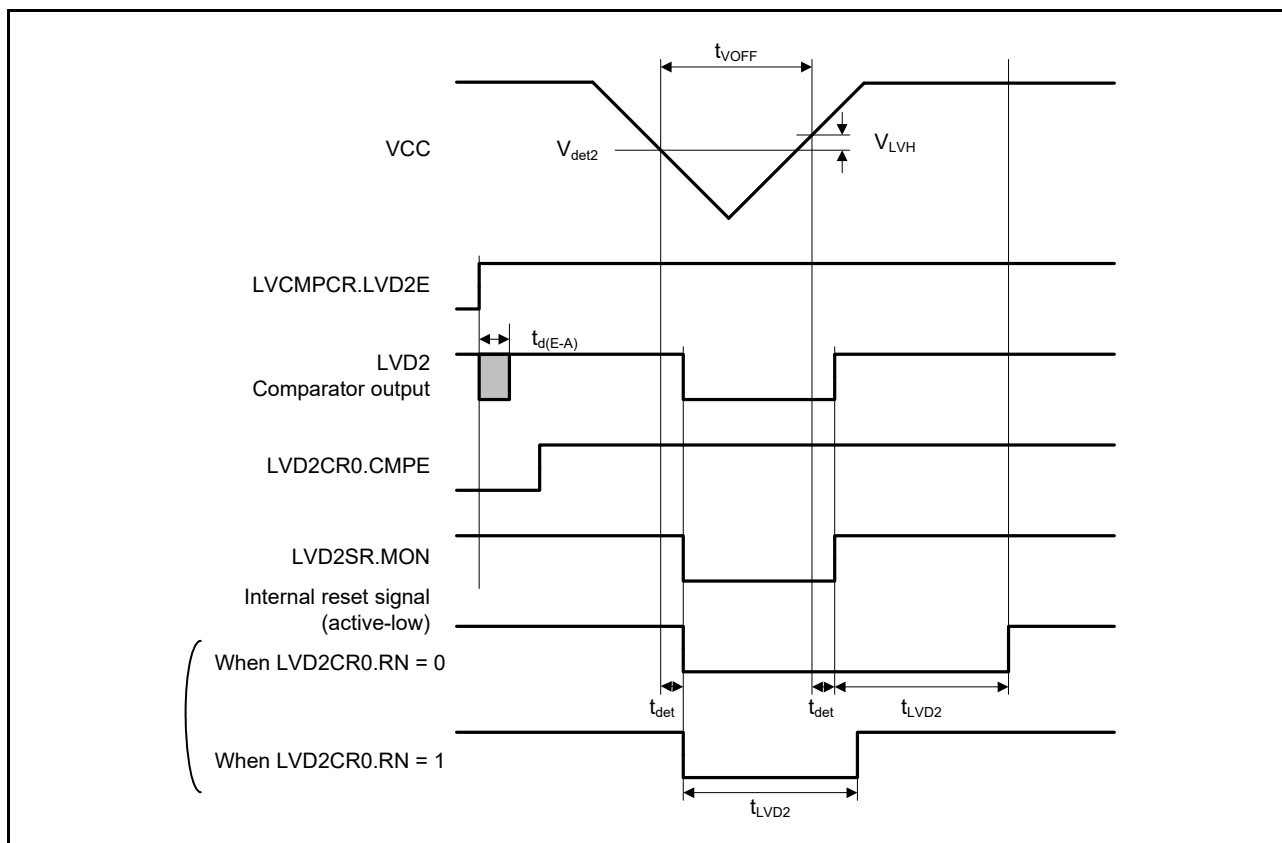 tVOFF
VCC
Vdet2
VLVH
LVCMPCR.LVD2E
td(E-A)
LVD2
Comparator output
LVD2CR0.CMPE
LVD2SR.MON
Internal reset signal
(active-low)
When LVD2CR0.RN = 0
tdet
tdet
tLVD2
When LVD2CR0.RN = 1
tLVD2